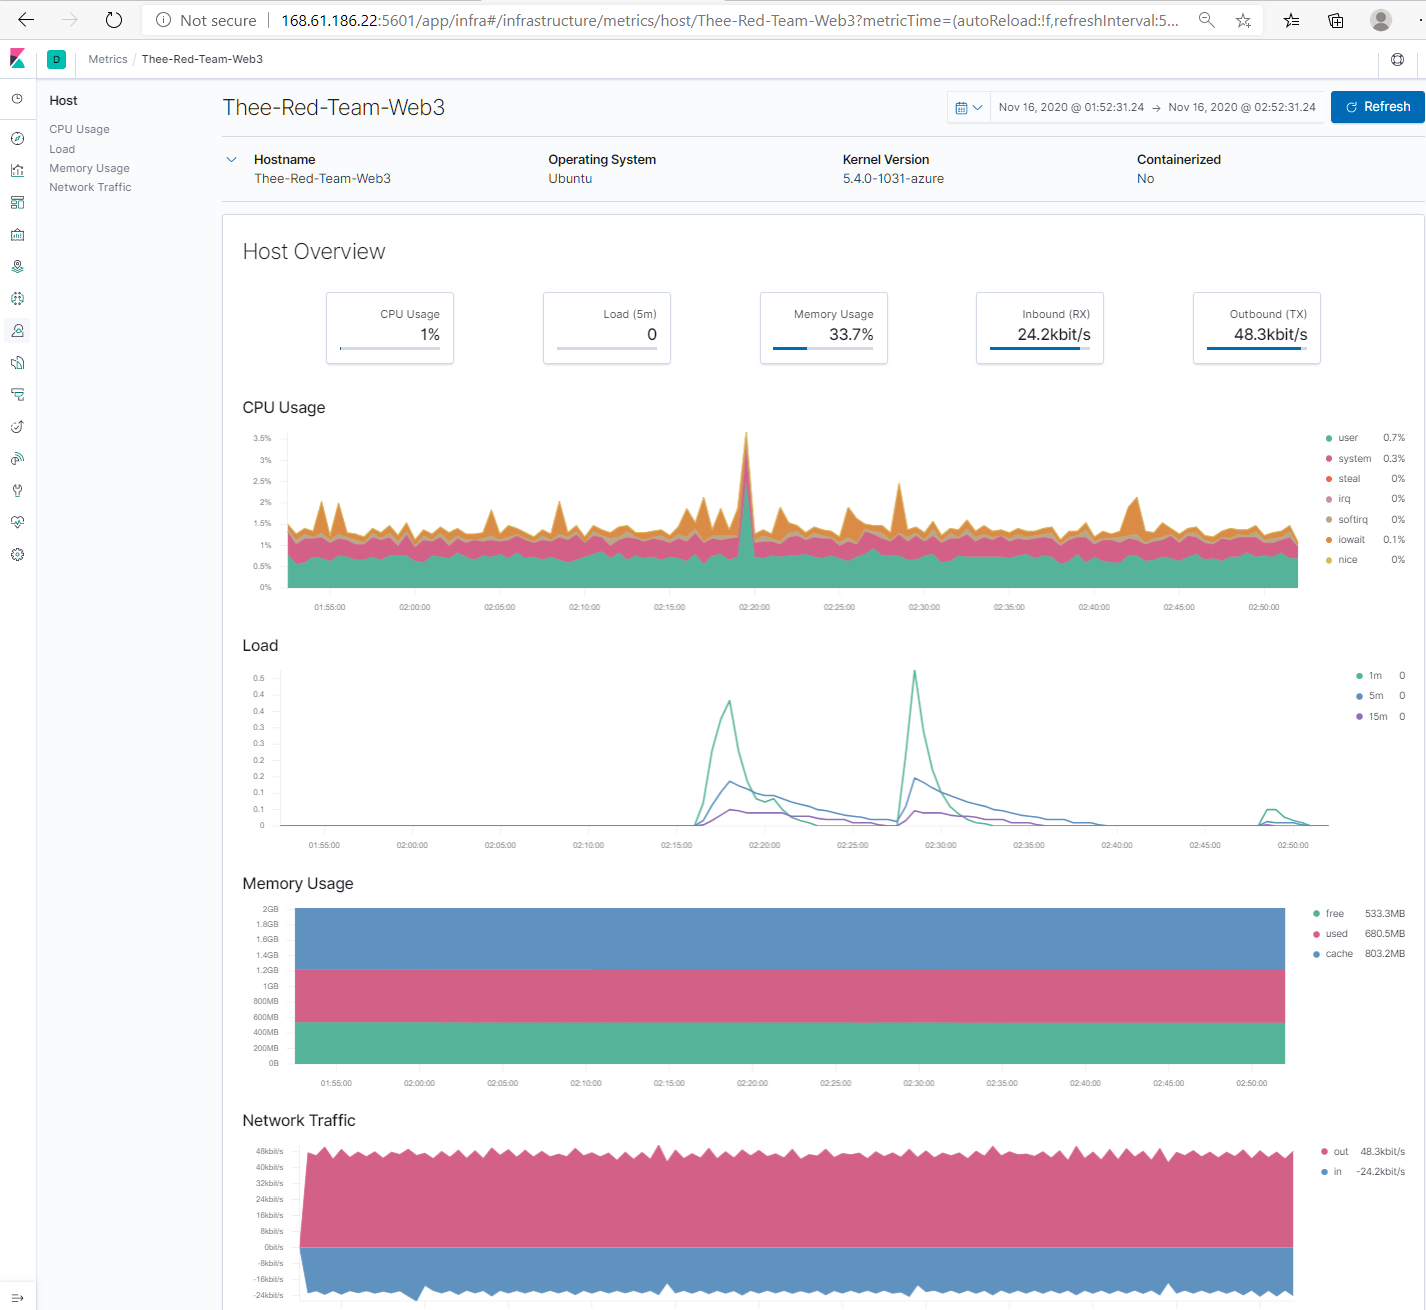 Not secure
168.61.186.22:5601/app/infra#/infrastructure/metrics/host/Thee-Red-Team-Web3?metricTime=(autoReload:!f,refreshInterval:5...
D
Metrics / Thee-Red-Team-Web3
Host
CPU Usage
Load
Memory Usage
Network Traffic
Thee-Red-Team-Web3
Nov 16, 2020 @ 01:52:31.24 → Nov 16, 2020 @ 02:52:31.24
Refresh
Hostname
Thee-Red-Team-Web3
Operating System
Ubuntu
Kernel Version
5.4.0-1031-azure
Containerized
No
Host Overview
CPU Usage
1%
Load (5m)
0
Memory Usage
33.7%
Inbound (RX)
24.2kbit/s
Outbound (TX)
48.3kbit/s
CPU Usage
3.5%
3%
2.5%
2%
1.5%
1%
0.5%
0%
01:55:00 02:00:00 02:05:00 02:10:00 02:15:00 02:20:00 02:25:00 02:30:00 02:35:00 02:40:00 02:45:00 02:50:00
user 0.7%
system 0.3%
steal 0%
irq 0%
softirq 0%
iowait 0.1%
nice 0%
Load
0.5
0.4
0.4
0.3
0.3
0.2
0.2
0.1
0.1
0
01:55:00 02:00:00 02:05:00 02:10:00 02:15:00 02:20:00 02:25:00 02:30:00 02:35:00 02:40:00 02:45:00 02:50:00
1m 0
5m 0
15m 0
Memory Usage
2GB
1.8GB
1.6GB
1.4GB
1.2GB
1GB
800MB
600MB
400MB
200MB
0B
01:55:00 02:00:00 02:05:00 02:10:00 02:15:00 02:20:00 02:25:00 02:30:00 02:35:00 02:40:00 02:45:00 02:50:00
free 533.3MB
used 680.5MB
cache 803.2MB
Network Traffic
48kbit/s
40kbit/s
32kbit/s
24kbit/s
16kbit/s
8kbit/s
0bit/s
-8kbit/s
-16kbit/s
-24kbit/s
out 48.3kbit/s
in -24.2kbit/s